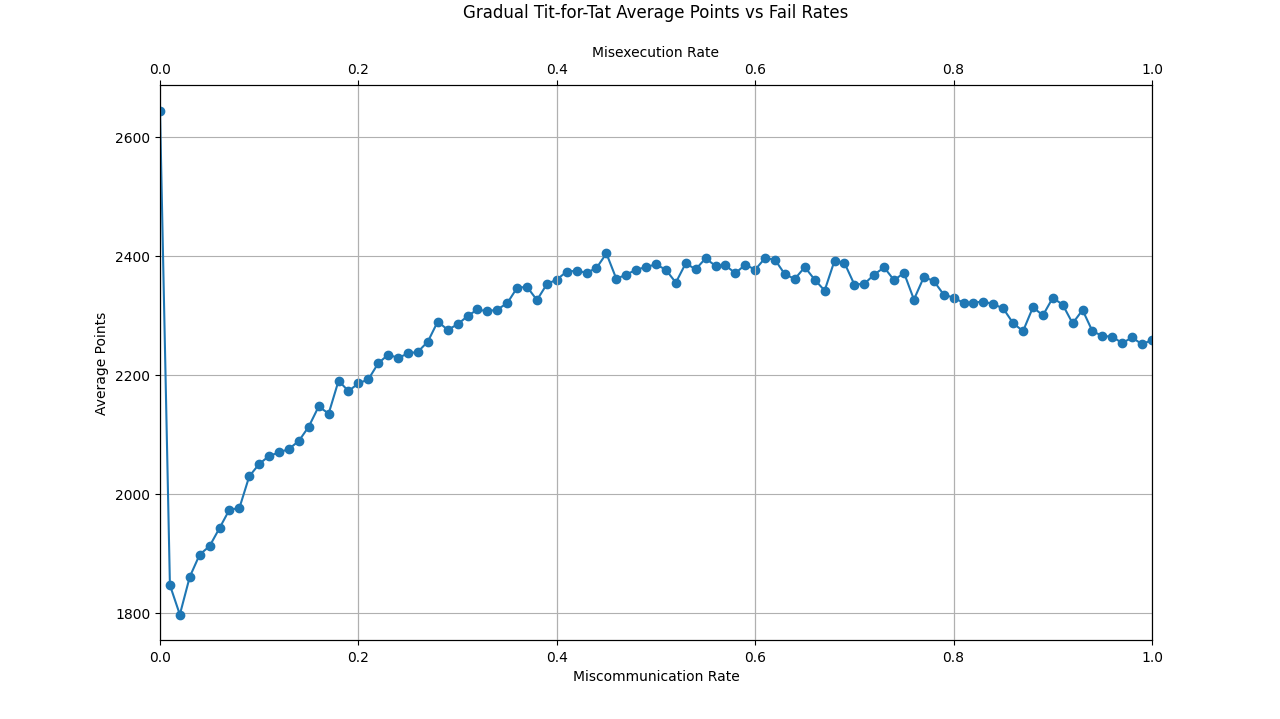 Gradual Tit-for-Tat Average Points vs Fail Rates
Misexecution Rate
0.0 0.2 0.4 0.6 0.8 1.0
2600
2400
2200
2000
1800
Average Points
0.0 0.2 0.4 0.6 0.8 1.0
Miscommunication Rate